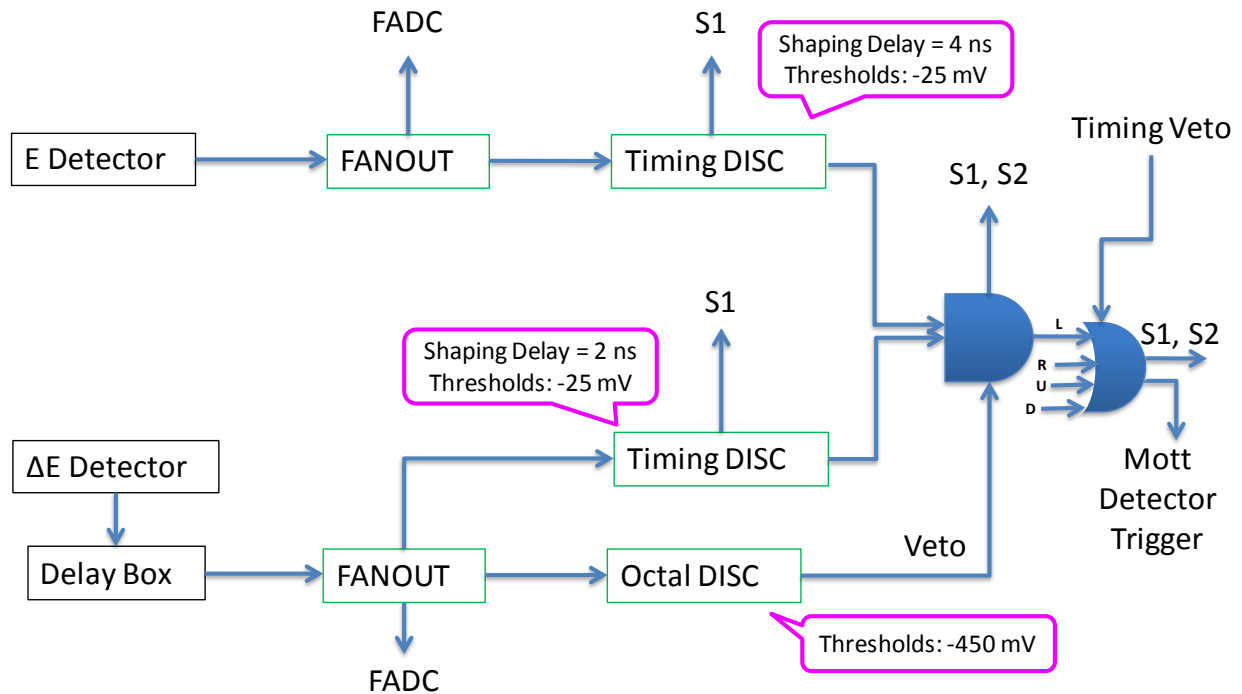 FADC
S1
Shaping Delay = 4 ns
Thresholds: -25 mV
Timing Veto
E Detector
FANOUT
Timing DISC
S1, S2
S1
Shaping Delay = 2 ns
Thresholds: -25 mV
L
R
U
D
S1, S2
ΔE Detector
Timing DISC
Mott
Detector
Trigger
Veto
Delay Box
FANOUT
Octal DISC
Thresholds: -450 mV
FADC